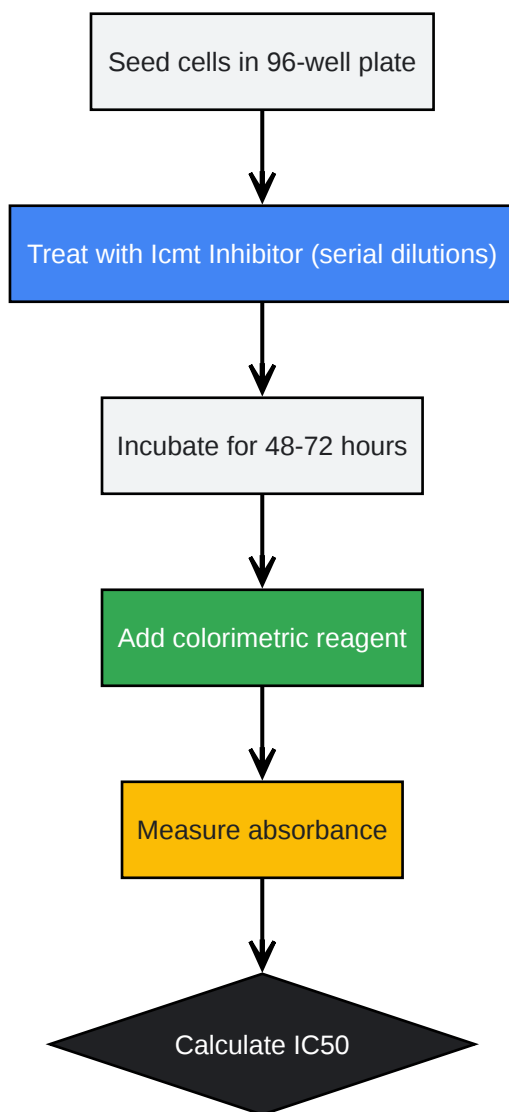 Seed cells in 96-well plate
Treat with Icmt Inhibitor (serial dilutions)
Incubate for 48-72 hours
Add colorimetric reagent
Measure absorbance
Calculate IC50